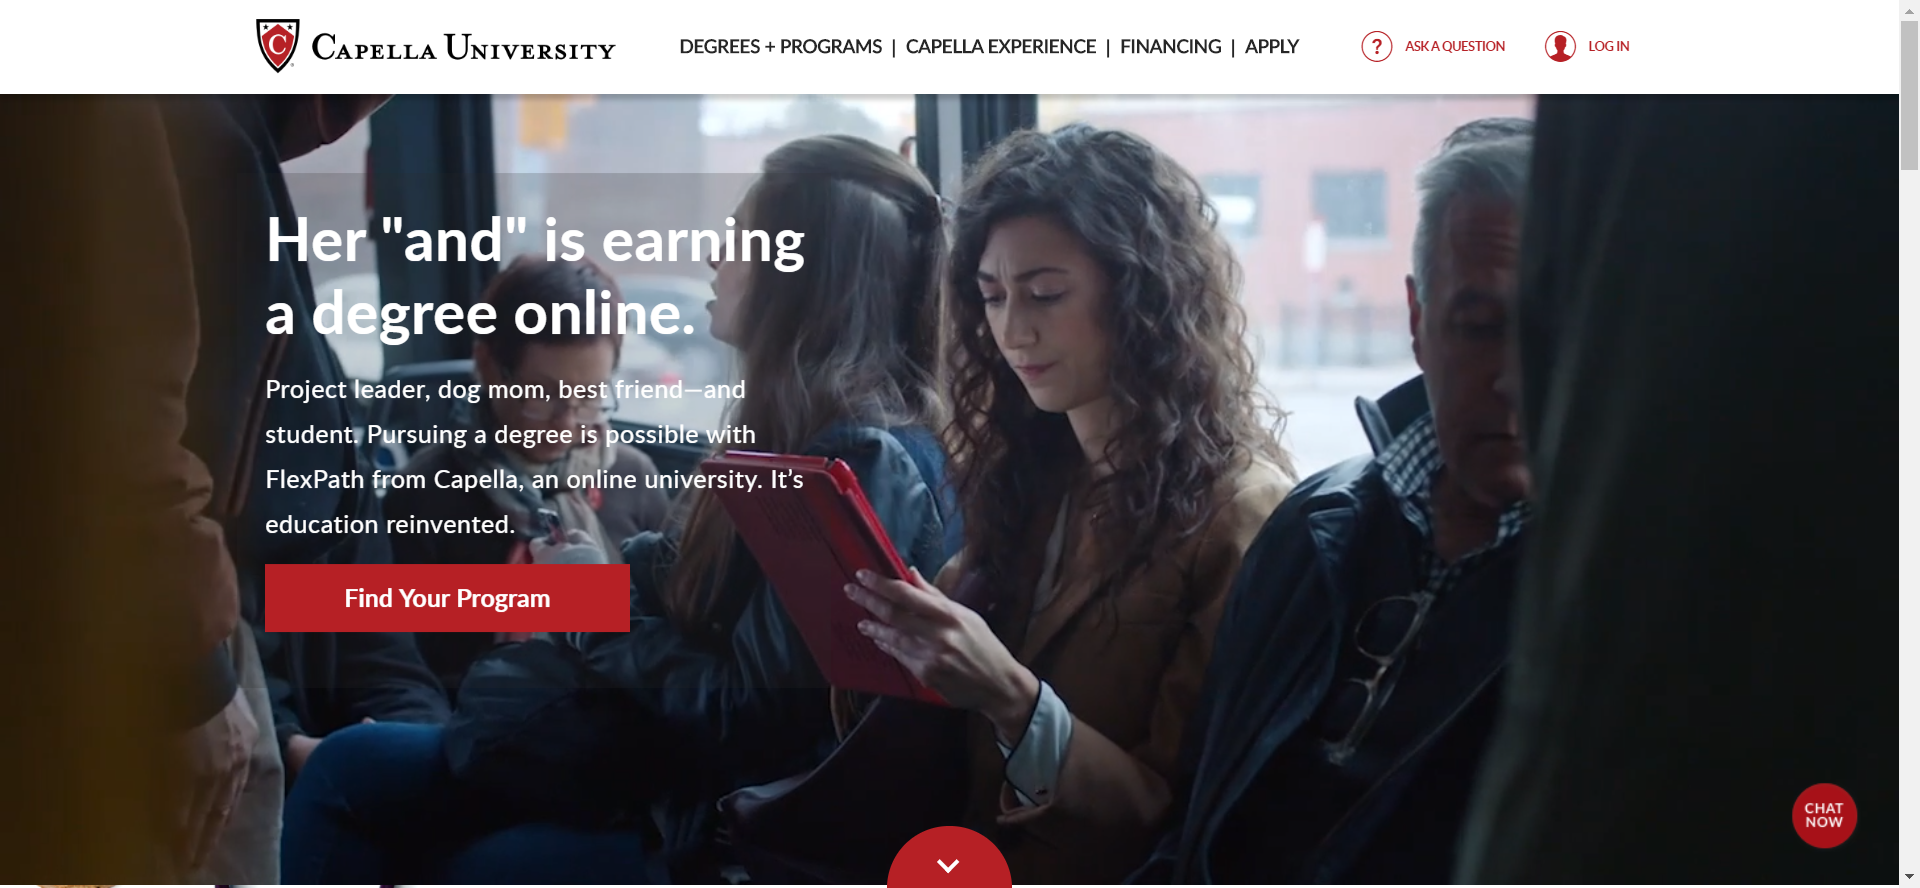 CAPELLA UNIVERSITY
DEGREES + PROGRAMS | CAPELLA EXPERIENCE | FINANCING | APPLY
? ASK A QUESTION
LOG IN
Her "and" is earning
a degree online.
Project leader, dog mom, best friend—and
student. Pursuing a degree is possible with
FlexPath from Capella, an online university. It’s
education reinvented.
Find Your Program
CHAT
NOW